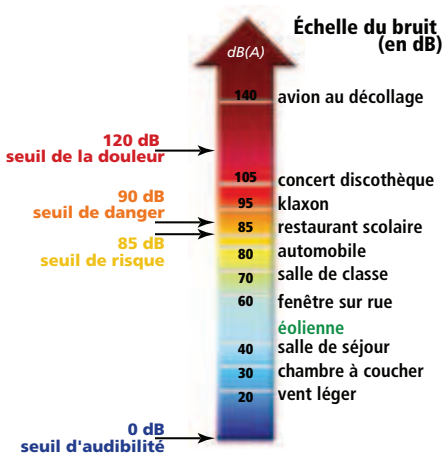 Échelle du bruit
(en dB)
dB(A)
140 avion au décollage
120 dB
seuil de la douleur
105 concert discothèque
90 dB
seuil de danger
95 klaxon
85 restaurant scolaire
85 dB
seuil de risque
80 automobile
70 salle de classe
60 fenêtre sur rue
éolienne
40 salle de séjour
30 chambre à coucher
20 vent léger
0 dB
seuil d'audibilité